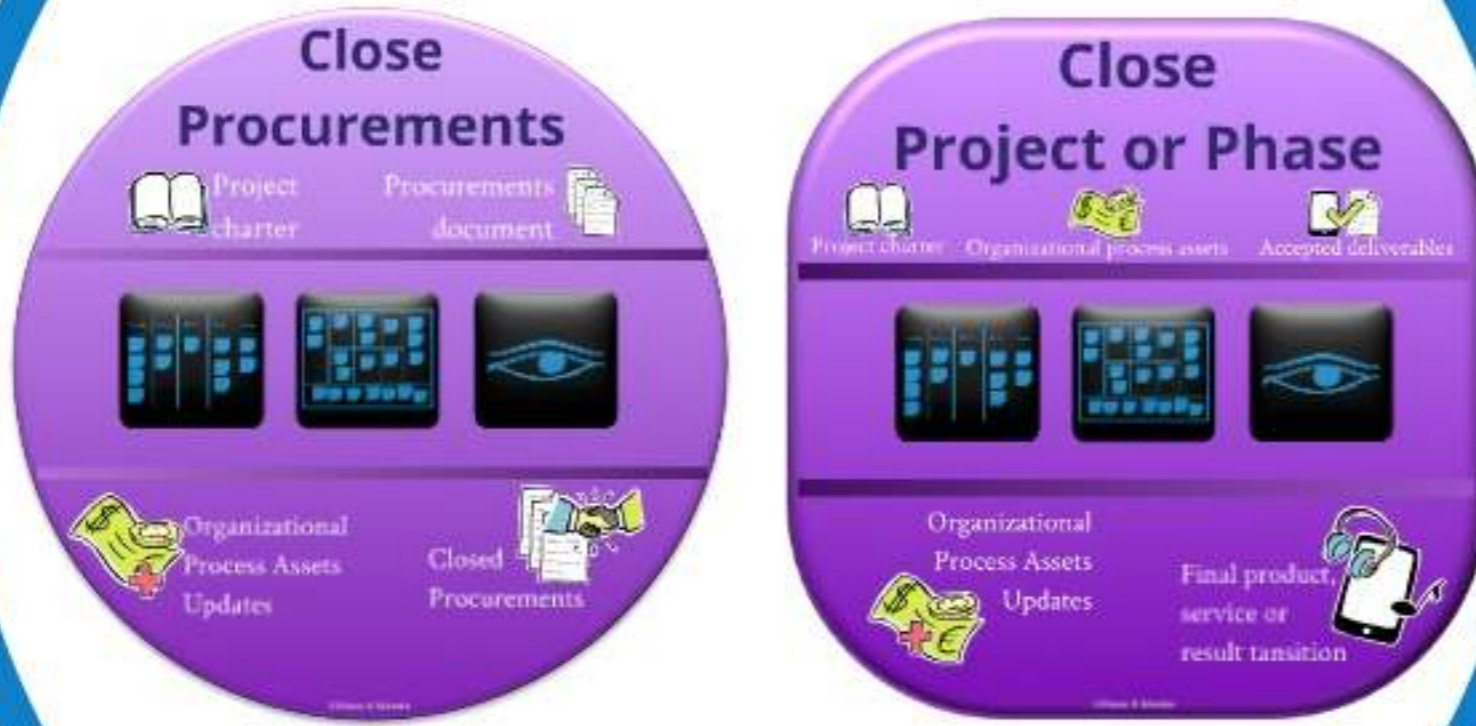 Close
Procurements
Project
charter
Procurements
document
Organizational
Process Assets
Updates
Closed
Procurements
Close
Project or Phase
Project charter
Organizational process assets
Accepted deliverables
Organizational
Process Assets
Updates
Final product,
service or
result tansition